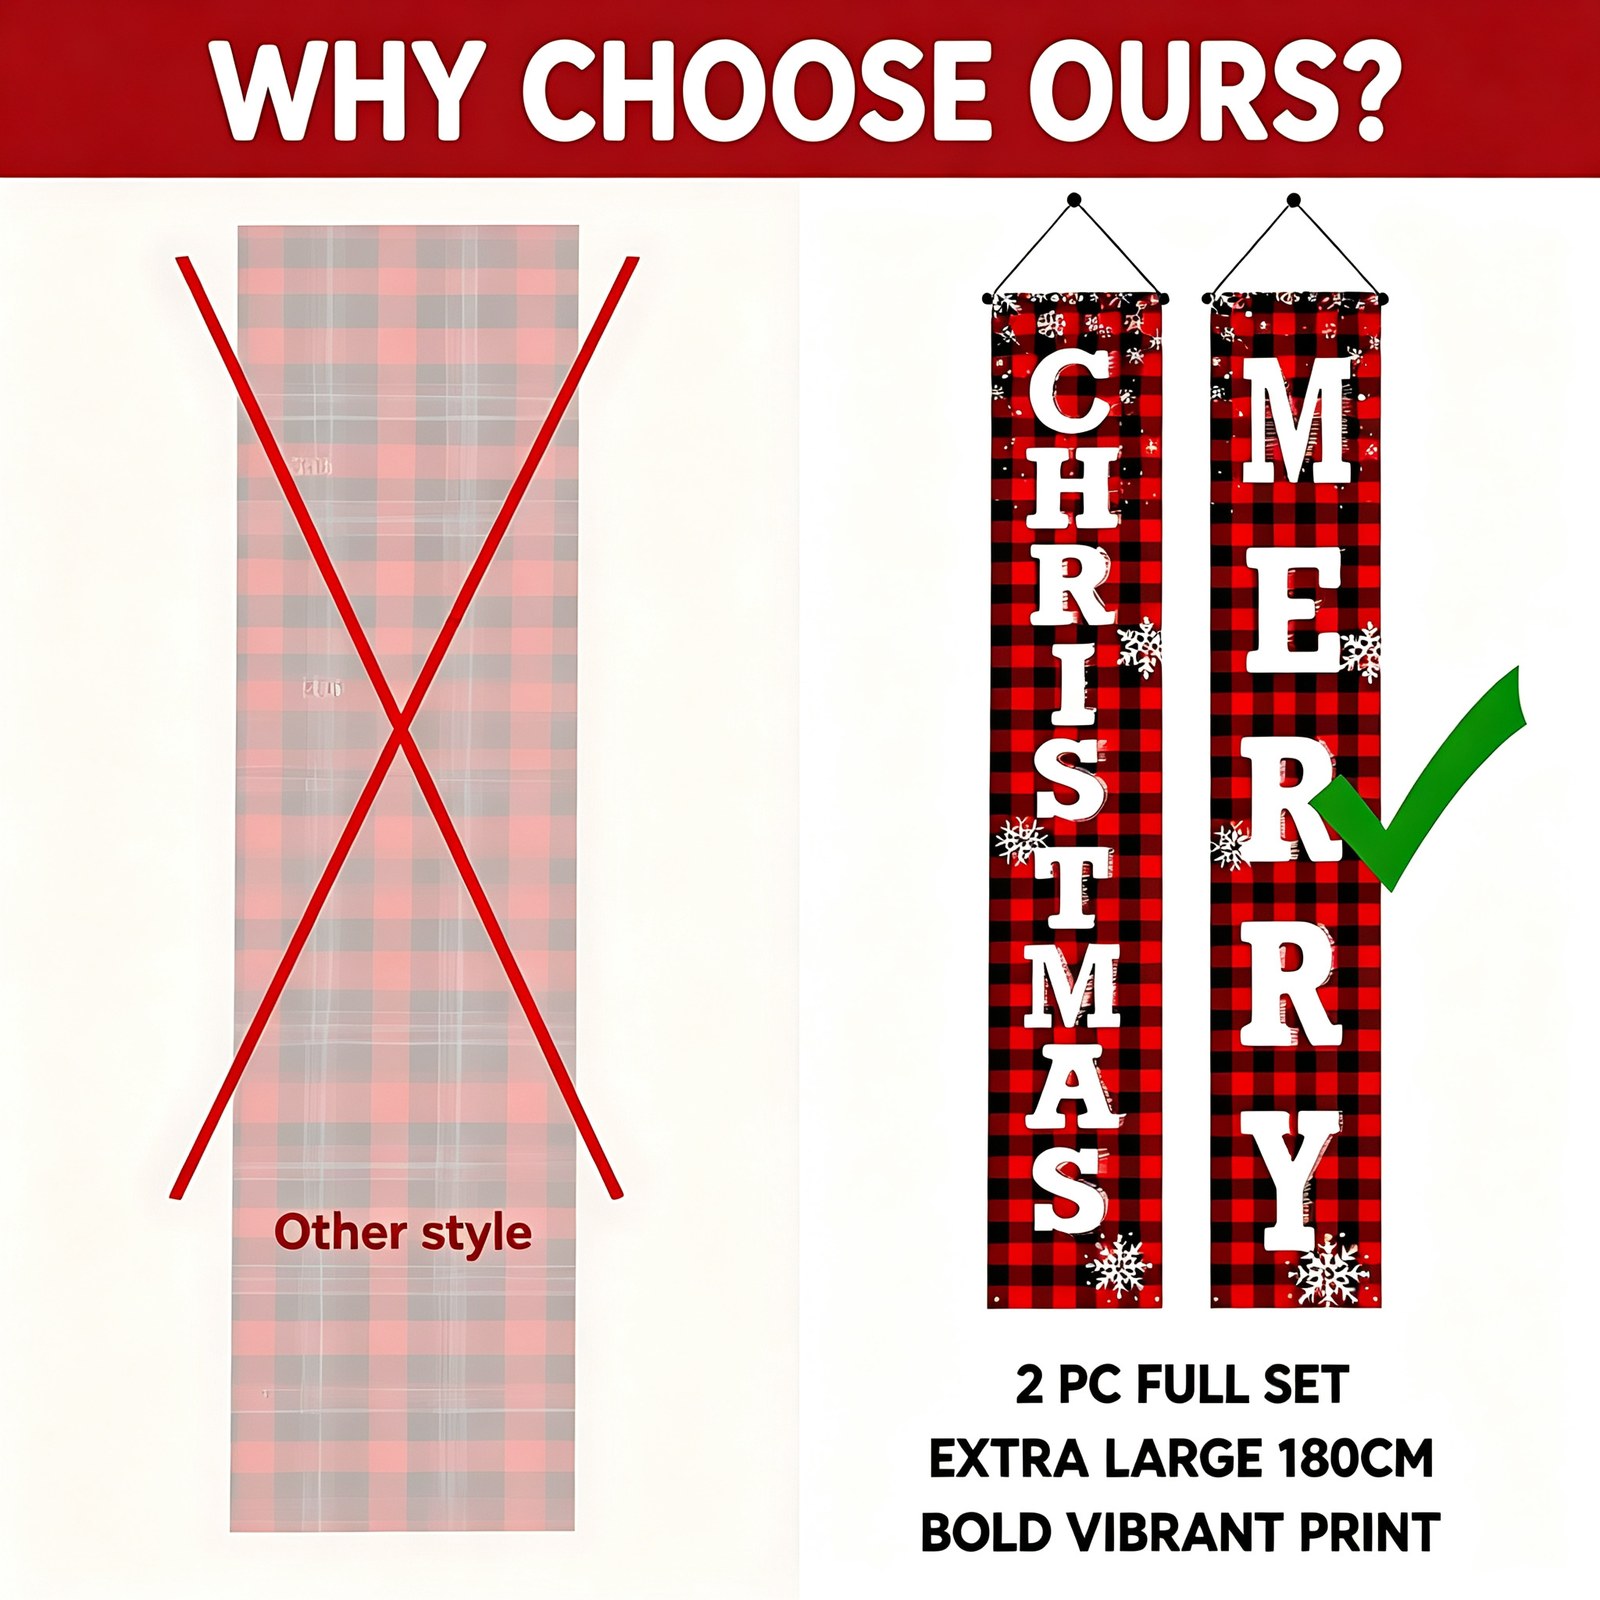 WHY CHOOSE OURS?
Other style
CHRISTMAS
MERRY
2 PC FULL SET
EXTRA LARGE 180CM
BOLD VIBRANT PRINT